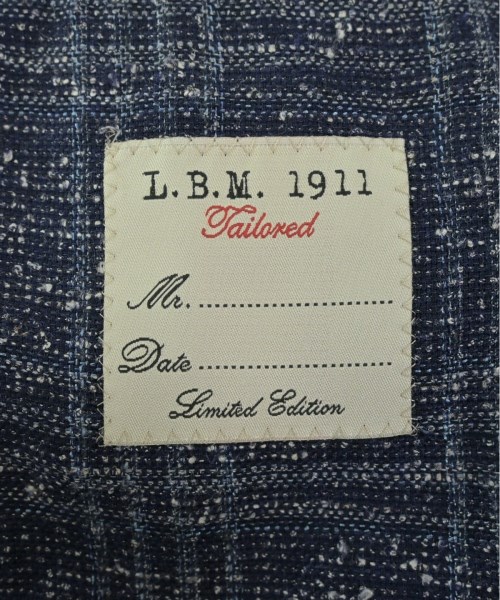 L.B.M. 1911
Tailored
Mr. ........................
Date ........................
Limited Edition